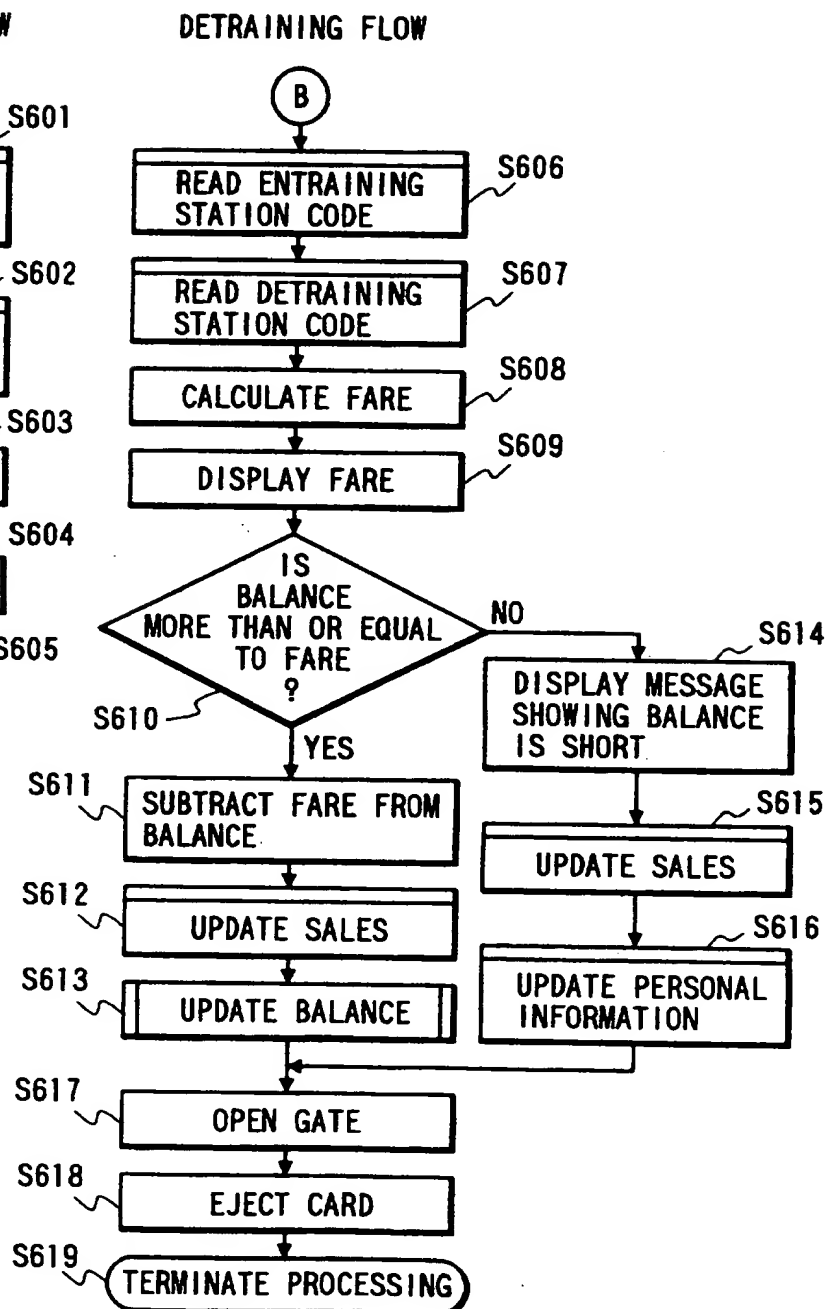 W
DETRAINING FLOW
B
S601
READ ENTRAINING
STATION CODE
S606
S602
READ DETRAINING
STATION CODE
S607
CALCULATE FARE
S608
S603
DISPLAY FARE
S609
S604
IS
BALANCE
MORE THAN OR EQUAL
TO FARE
?
NO
S605
S610
YES
S614
DISPLAY MESSAGE
SHOWING BALANCE
IS SHORT
S611
SUBTRACT FARE FROM
BALANCE
S615
UPDATE SALES
S612
UPDATE SALES
S616
UPDATE PERSONAL
INFORMATION
S613
UPDATE BALANCE
S617
OPEN GATE
S618
EJECT CARD
S619
TERMINATE PROCESSING